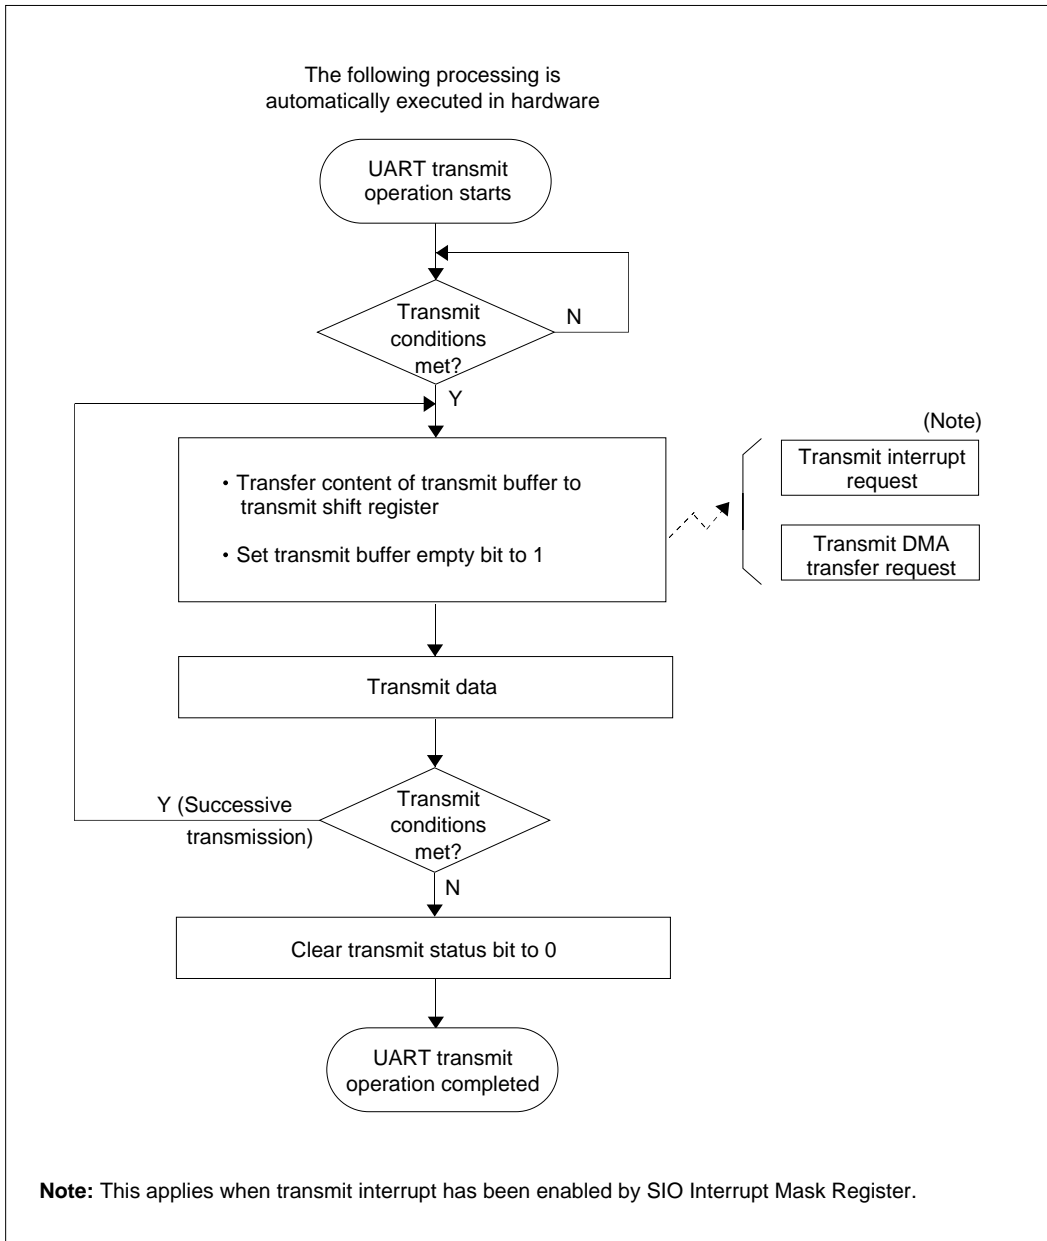 The following processing is
automatically executed in hardware
UART transmit
operation starts
Transmit
conditions
met?
N
Y
・Transfer content of transmit buffer to
transmit shift register
・Set transmit buffer empty bit to 1
(Note)
Transmit interrupt
request
Transmit DMA
transfer request
Transmit data
Transmit
conditions
met?
Y (Successive
transmission)
N
Clear transmit status bit to 0
UART transmit
operation completed
Note: This applies when transmit interrupt has been enabled by SIO Interrupt Mask Register.